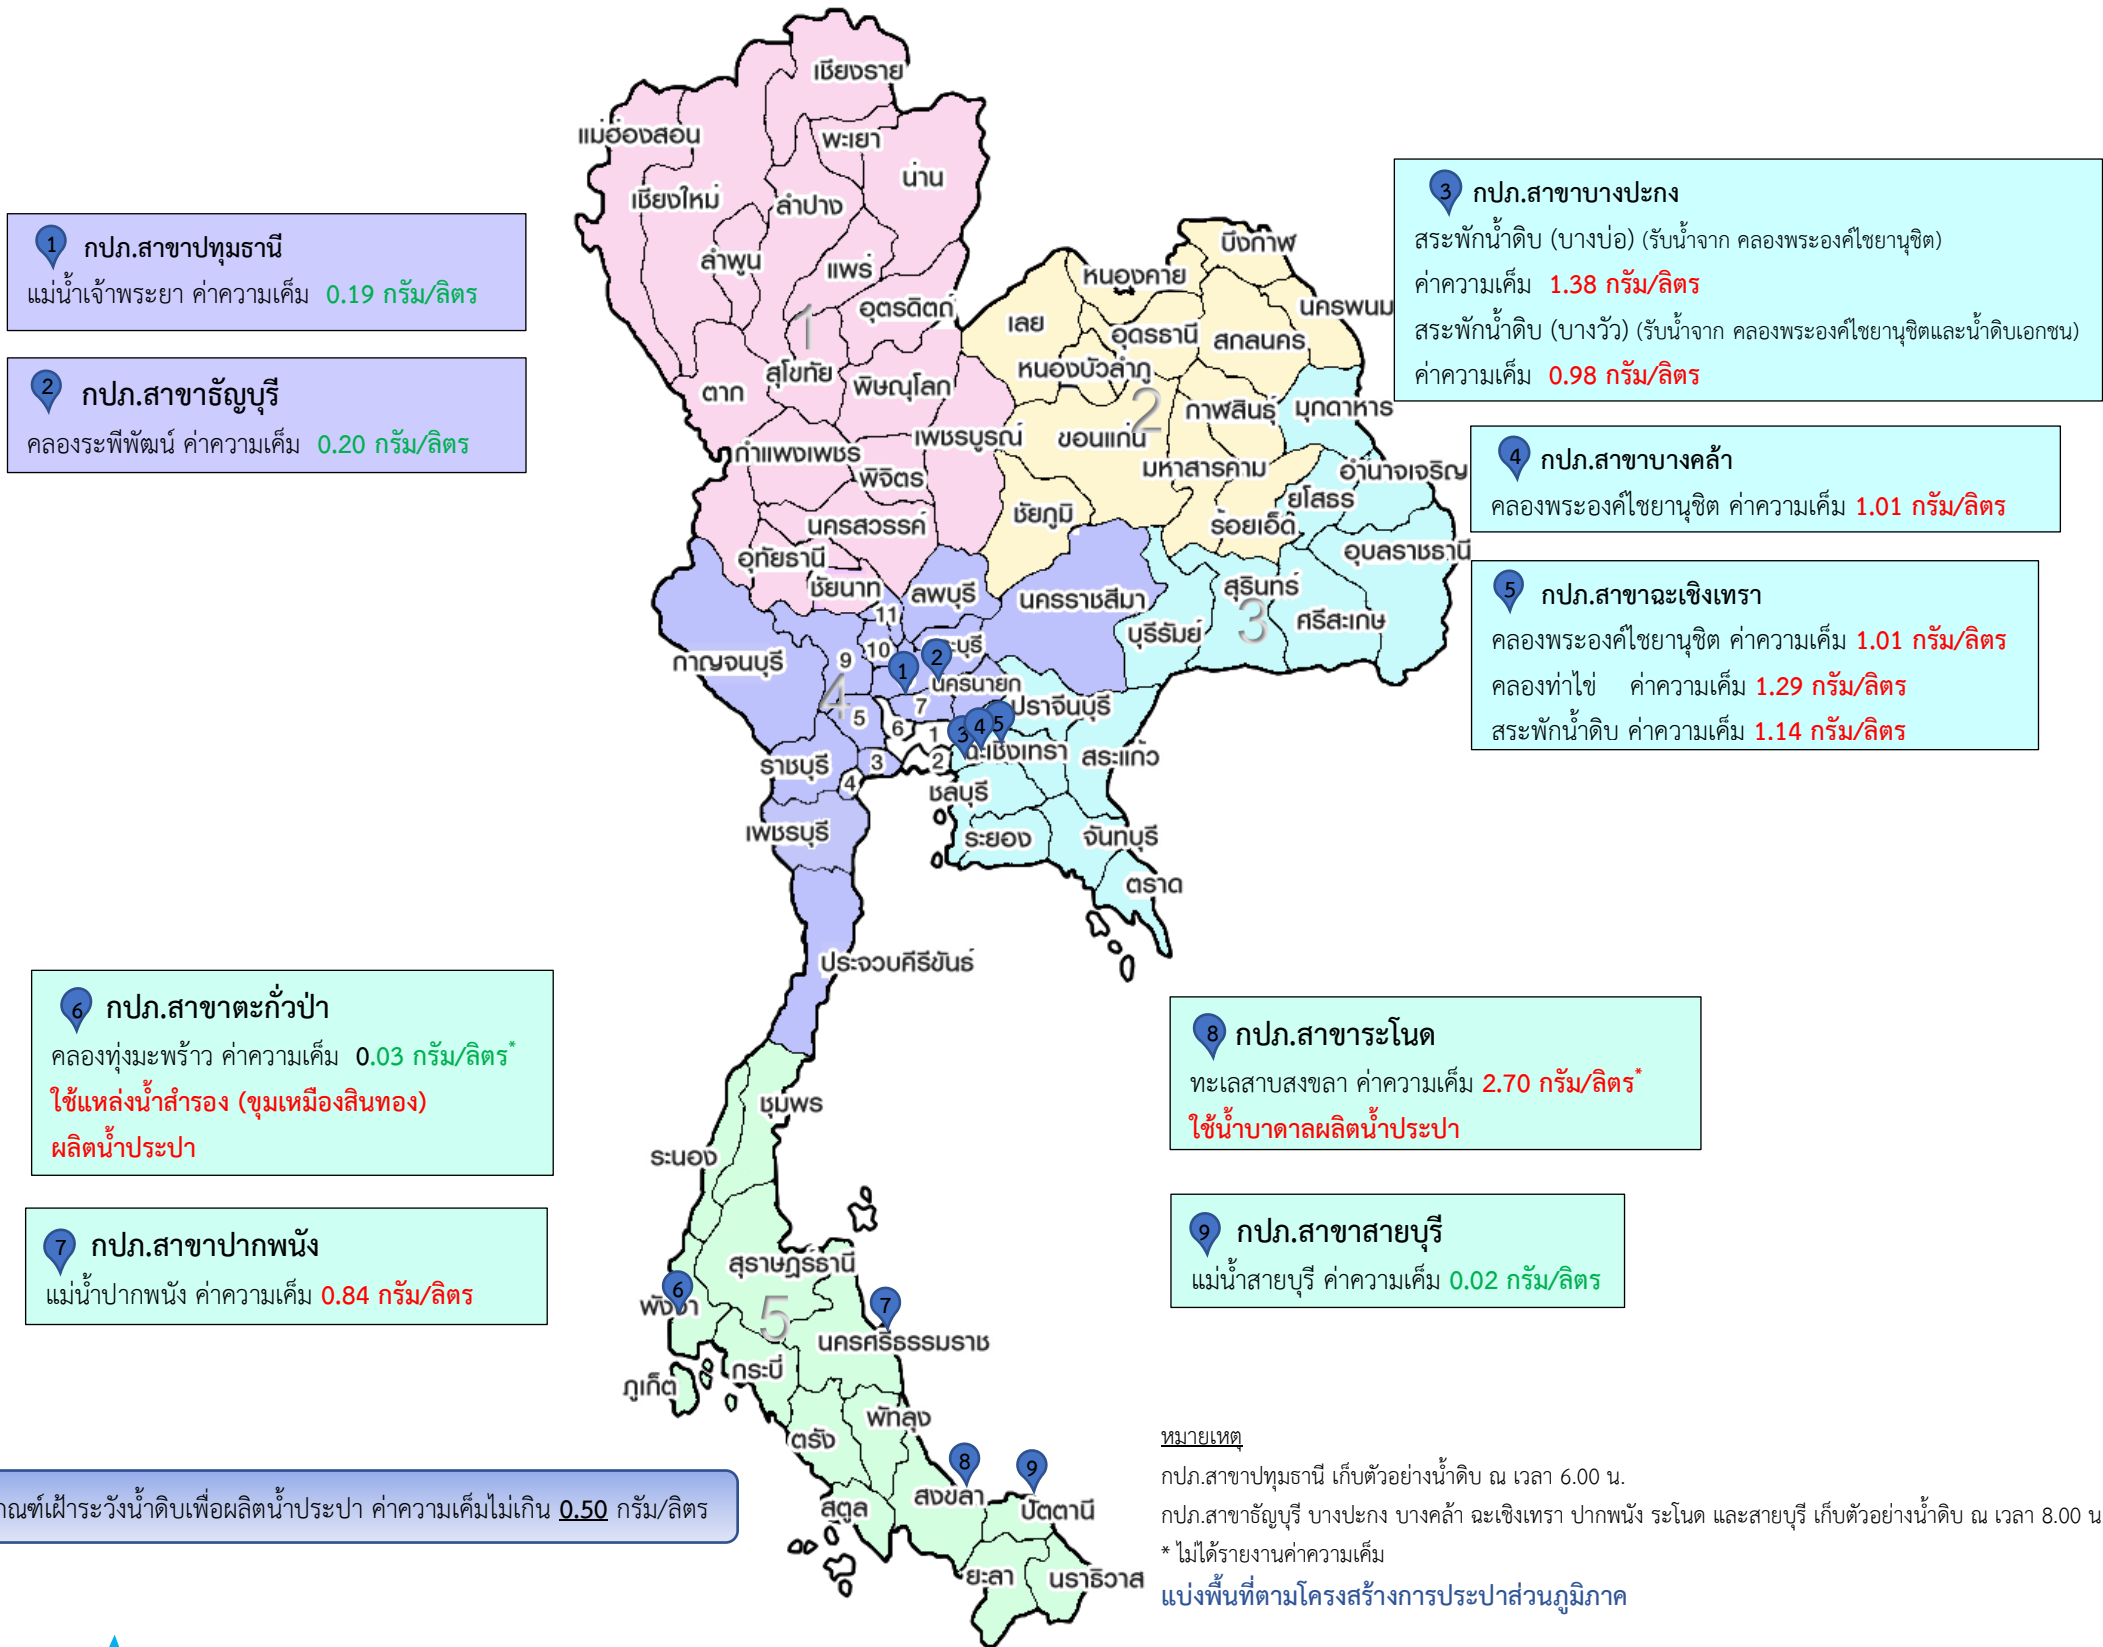 เชียงราย
แม่ฮ่องสอน
พะเยา
น่าน
เชียงใหม่
ลำปาง
ลำพูน
แพร่
อุตรดิตถ์
1
สุโขทัย
ตาก
พิษณุโลก
เพชรบูรณ์
กำแพงเพชร
พิจิตร
นครสวรรค์
อุทัยธานี
ชัยนาท
บึงกาฬ
หนองคาย
นครพนม
เลย
อุดรธานี
สกลนคร
หนองบัวลำภู
2
กาฬสินธุ์
มุกดาหาร
ขอนแก่น
มหาสารคาม
อำนาจเจริญ
ยโสธร
ชัยภูมิ
ร้อยเอ็ด
อุบลราชธานี
ลพบุรี
นครราชสีมา
สุรินทร์
3
ศรีสะเกษ
บุรีรัมย์
11
10
กาญจนบุรี
9
4
1
2
ะบุรี
นครนายก
7
ปราจีนบุรี
5
6
1
3
4
5
ฉะเชิงเทรา
สระแก้ว
ราชบุรี
3
2
4
ชลบุรี
เพชรบุรี
ระยอง
จันทบุรี
ตราด
ประจวบคีรีขันธ์
ชุมพร
ระนอง
สุราษฎร์ธานี
6
พังงา
5
7
นครศรีธรรมราช
กระบี่
ภูเก็ต
พัทลุง
ตรัง
8
9
สงขลา
ปัตตานี
สตูล
ยะลา
นราธิวาส
1 กปภ.สาขาปทุมธานี
แม่น้ำเจ้าพระยา ค่าความเค็ม 0.19 กรัม/ลิตร
2 กปภ.สาขาธัญบุรี
คลองระพีพัฒน์ ค่าความเค็ม 0.20 กรัม/ลิตร
3 กปภ.สาขาบางปะกง
สระพักน้ำดิบ (บางบ่อ) (รับน้ำจาก คลองพระองค์ไชยานุชิต)
ค่าความเค็ม 1.38 กรัม/ลิตร
สระพักน้ำดิบ (บางวัว) (รับน้ำจาก คลองพระองค์ไชยานุชิตและน้ำดิบเอกชน)
ค่าความเค็ม 0.98 กรัม/ลิตร
4 กปภ.สาขาบางคล้า
คลองพระองค์ไชยานุชิต ค่าความเค็ม 1.01 กรัม/ลิตร
5 กปภ.สาขาฉะเชิงเทรา
คลองพระองค์ไชยานุชิต ค่าความเค็ม 1.01 กรัม/ลิตร
คลองท่าไข่ ค่าความเค็ม 1.29 กรัม/ลิตร
สระพักน้ำดิบ ค่าความเค็ม 1.14 กรัม/ลิตร
6 กปภ.สาขาตะกั่วป่า
คลองทุ่งมะพร้าว ค่าความเค็ม 0.03 กรัม/ลิตร*
ใช้แหล่งน้ำสำรอง (ขุมเหมืองสินทอง)
ผลิตน้ำประปา
7 กปภ.สาขาปากพนัง
แม่น้ำปากพนัง ค่าความเค็ม 0.84 กรัม/ลิตร
8 กปภ.สาขาระโนด
ทะเลสาบสงขลา ค่าความเค็ม 2.70 กรัม/ลิตร*
ใช้น้ำบาดาลผลิตน้ำประปา
9 กปภ.สาขาสายบุรี
แม่น้ำสายบุรี ค่าความเค็ม 0.02 กรัม/ลิตร
ณฑ์เฝ้าระวังน้ำดิบเพื่อผลิตน้ำประปา ค่าความเค็มไม่เกิน 0.50 กรัม/ลิตร
หมายเหตุ
กปภ.สาขาปทุมธานี เก็บตัวอย่างน้ำดิบ ณ เวลา 6.00 น.
กปภ.สาขาธัญบุรี บางปะกง บางคล้า ฉะเชิงเทรา ปากพนัง ระโนด และสายบุรี เก็บตัวอย่างน้ำดิบ ณ เวลา 8.00 น
* ไม่ได้รายงานค่าความเค็ม
แบ่งพื้นที่ตามโครงสร้างการประปาส่วนภูมิภาค